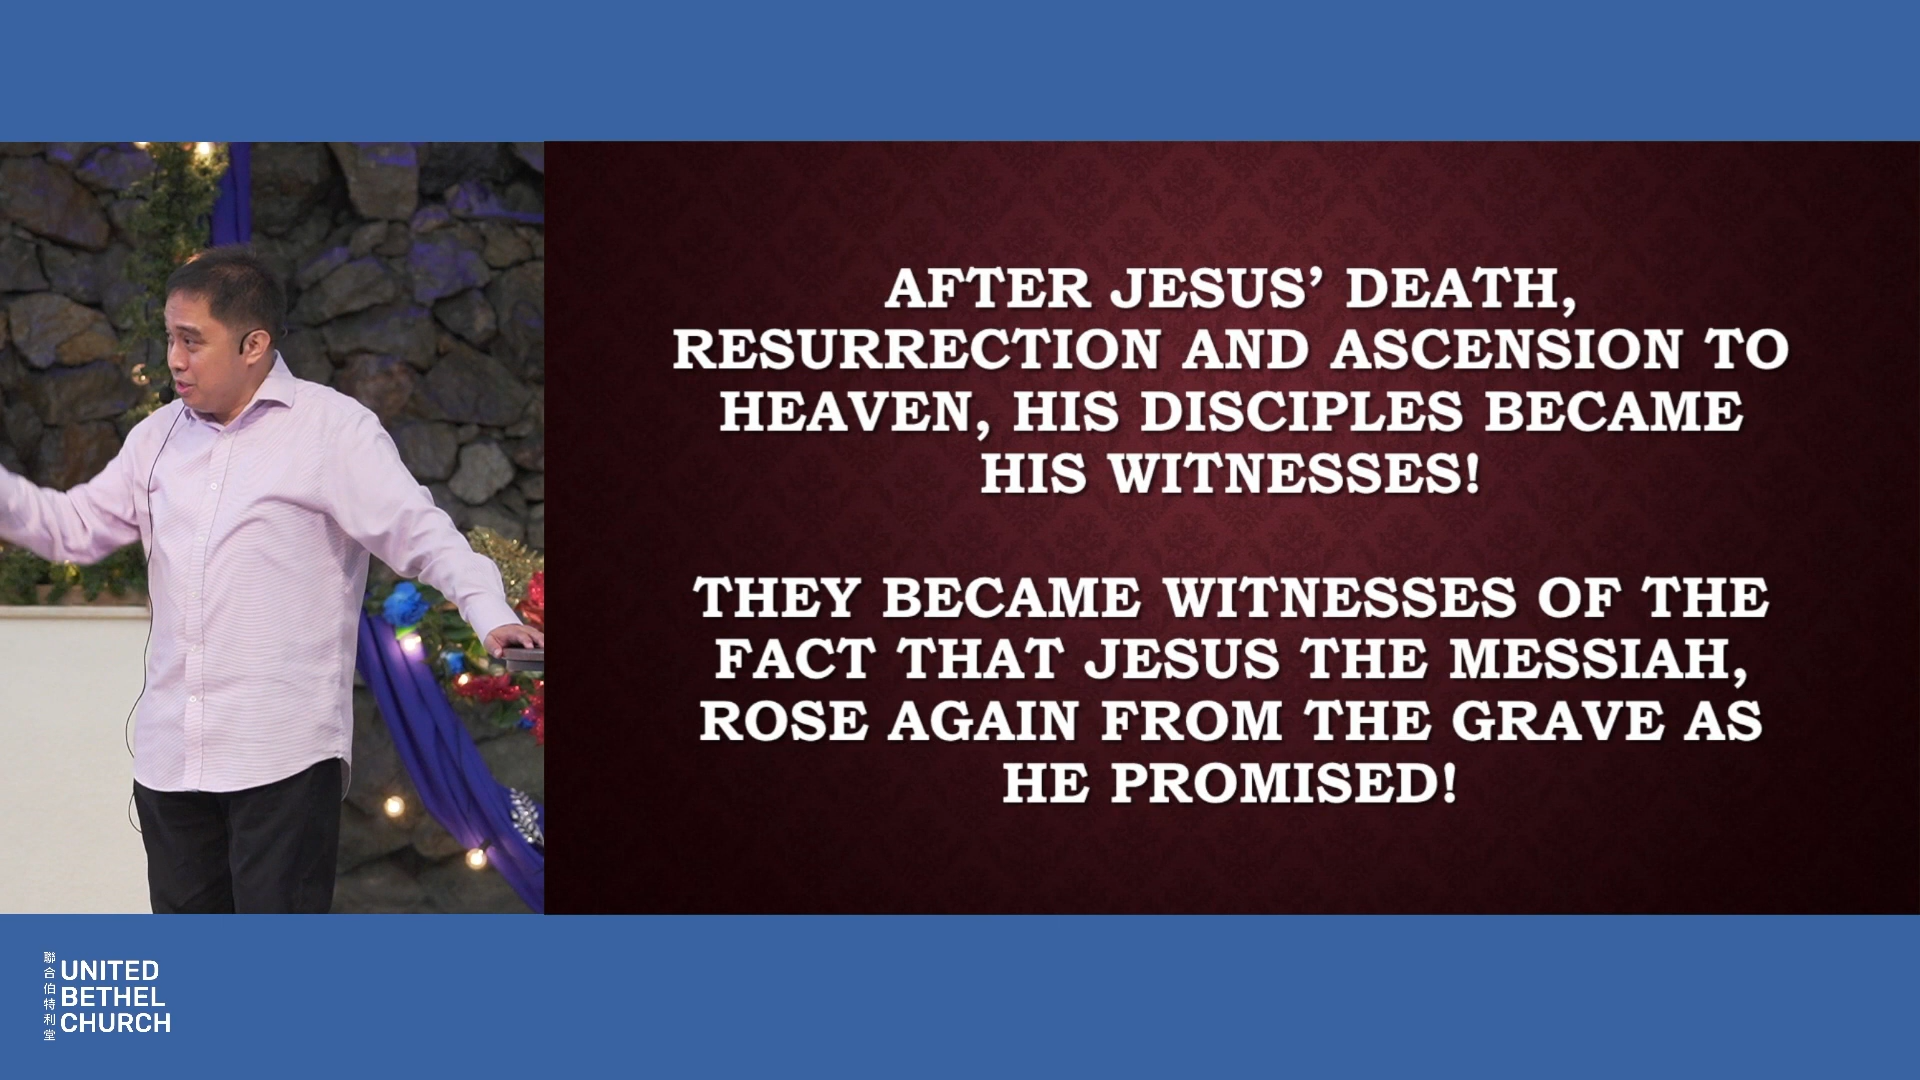 AFTER JESUS’ DEATH,
RESURRECTION AND ASCENSION TO
HEAVEN, HIS DISCIPLES BECAME
HIS WITNESSES!
THEY BECAME WITNESSES OF THE
FACT THAT JESUS THE MESSIAH,
ROSE AGAIN FROM THE GRAVE AS
HE PROMISED!
聯合伯特利堂
UNITED
BETHEL
CHURCH